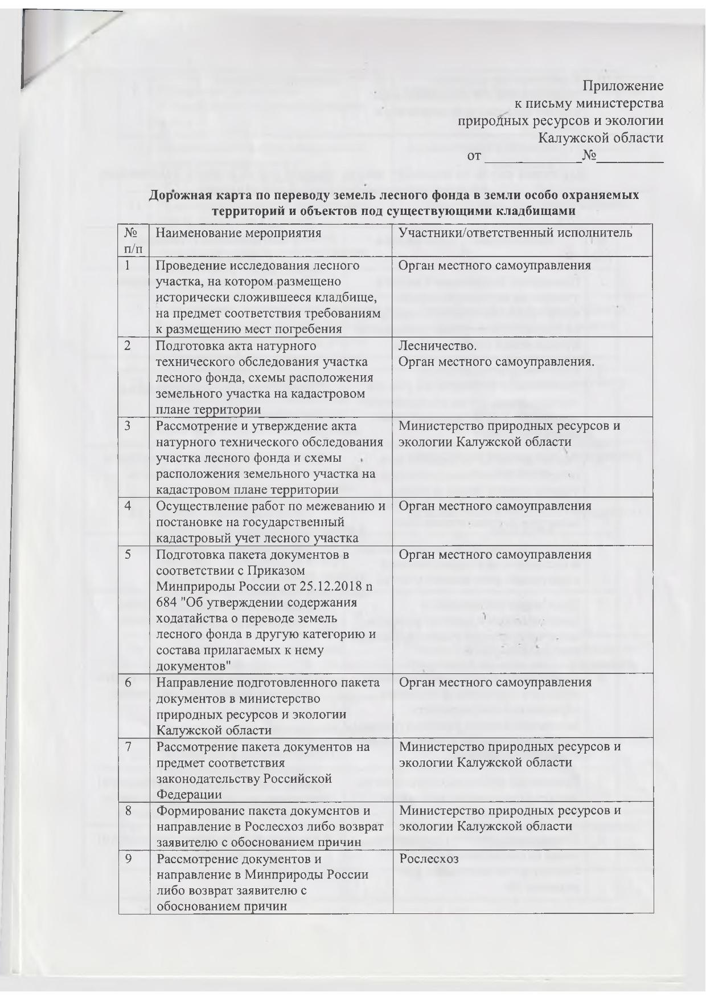 Приложение
к письму министерства
природных ресурсов и экологии
Калужской области
от _____________№_________
Дорожная карта по переводу земель лесного фонда в земли особо охраняемых
территорий и объектов под существующими кладбищами
№ Наименование мероприятия Участники/ответственный исполнитель
п/п
1 Проведение исследования лесного Орган местного самоуправления
участка, на котором размещено
исторически сложившееся кладбище,
на предмет соответствия требованиям
к размещению мест погребения
2 Подготовка акта натурного Лесничество.
технического обследования участка Орган местного самоуправления.
лесного фонда, схемы расположения
земельного участка на кадастровом
плане территории
3 Рассмотрение и утверждение акта Министерство природных ресурсов и
натурного технического обследования экологии Калужской области
участка лесного фонда и схемы
расположения земельного участка на
кадастровом плане территории
4 Осуществление работ по межеванию и Орган местного самоуправления
постановке на государственный
кадастровый учет лесного участка
5 Подготовка пакета документов в Орган местного самоуправления
соответствии с Приказом
Минприроды России от 25.12.2018 n
684 "Об утверждении содержания
ходатайства о переводе земель
лесного фонда в другую категорию и
состава прилагаемых к нему
документов"
6 Направление подготовленного пакета Орган местного самоуправления
документов в министерство
природных ресурсов и экологии
Калужской области
7 Рассмотрение пакета документов на Министерство природных ресурсов и
предмет соответствия экологии Калужской области
законодательству Российской
Федерации
8 Формирование пакета документов и Министерство природных ресурсов и
направление в Рослесхоз либо возврат экологии Калужской области
заявителю с обоснованием причин
9 Рассмотрение документов и Рослесхоз
направление в Минприроды России
либо возврат заявителю с
обоснованием причин